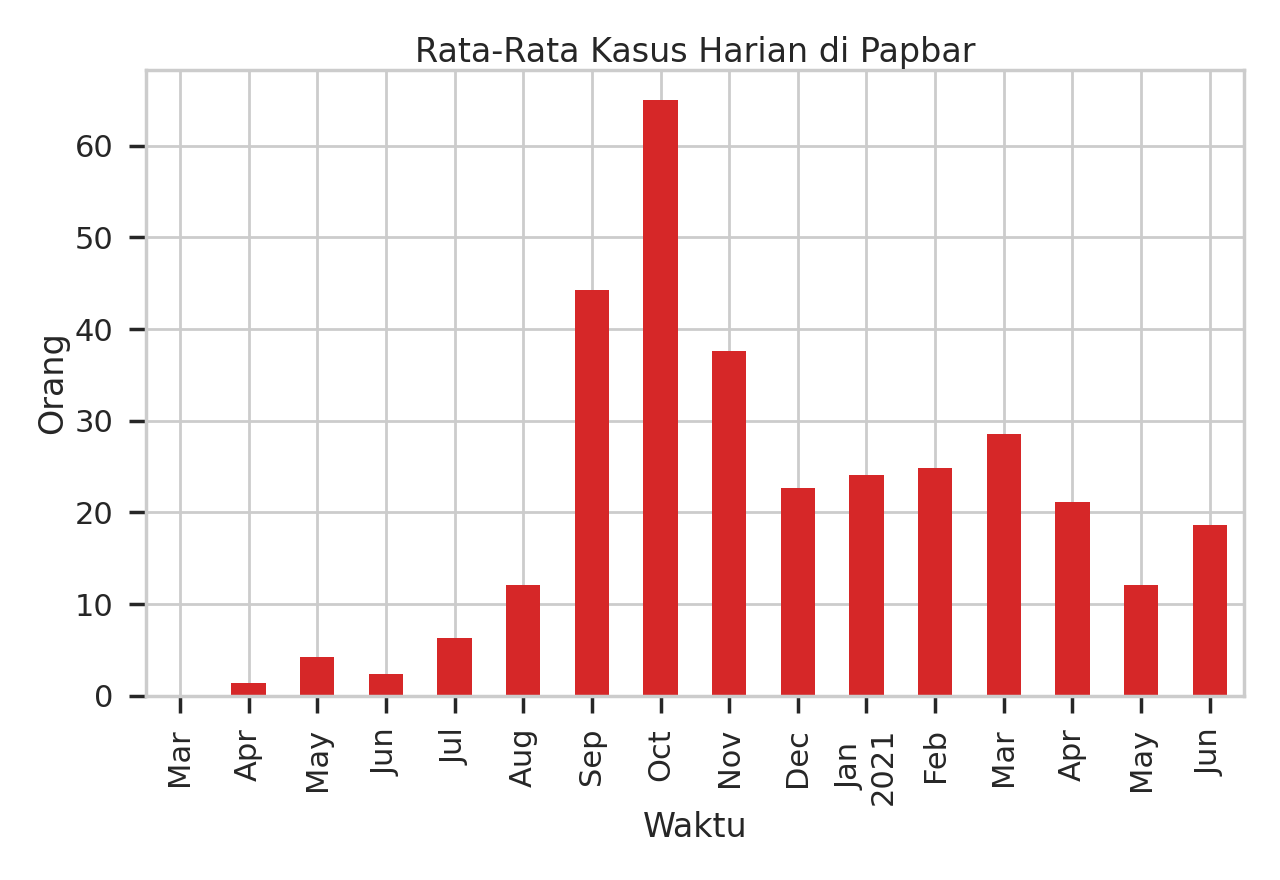 Rata-Rata Kasus Harian di Papbar
60
50
40
30
20
10
0
Orang
Mar
Apr
May
Jun
Jul
Aug
Sep
Oct
Nov
Dec
Jan
2021
Feb
Mar
Apr
May
Jun
Waktu